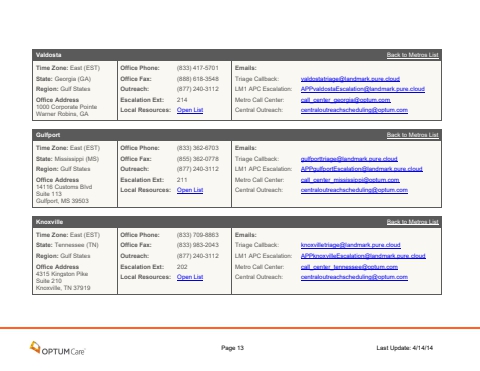 Valdosta Back to Metros List
Time Zone: East (EST) Office Phone: (833) 417-5701 Emails:
State: Georgia (GA) Office Fax: (888) 618-3548 Triage Callback: valdostatriage@landmark.pure.cloud
Region: Gulf States Outreach: (877) 240-3112 LM1 APC Escalation: APPvaldostaEscalation@landmark.pure.cloud
Office Address Escalation Ext: 214 Metro Call Center: call_center_georgia@optum.com
1000 Corporate Pointe Local Resources: Open List Central Outreach: centraloutreachscheduling@optum.com
Warner Robins, GA
Gulfport Back to Metros List
Time Zone: East (EST) Office Phone: (833) 362-6703 Emails:
State: Mississippi (MS) Office Fax: (855) 362-0778 Triage Callback: gulfporttriage@landmark.pure.cloud
Region: Gulf States Outreach: (877) 240-3112 LM1 APC Escalation: APPgulfportEscalation@landmark.pure.cloud
Office Address Escalation Ext: 211 Metro Call Center: call_center_mississippi@optum.com
14116 Customs Blvd Local Resources: Open List Central Outreach: centraloutreachscheduling@optum.com
Suite 113
Gulfport, MS 39503
Knoxville Back to Metros List
Time Zone: East (EST) Office Phone: (833) 709-8863 Emails:
State: Tennessee (TN) Office Fax: (833) 983-2043 Triage Callback: knoxvilletriage@landmark.pure.cloud
Region: Gulf States Outreach: (877) 240-3112 LM1 APC Escalation: APPknoxvilleEscalation@landmark.pure.cloud
Office Address Escalation Ext: 202 Metro Call Center: call_center_tennessee@optum.com
4315 Kingston Pike Local Resources: Open List Central Outreach: centraloutreachscheduling@optum.com
Suite 210
Knoxville, TN 37919
OPTUMCare Page 13 Last Update: 4/14/14